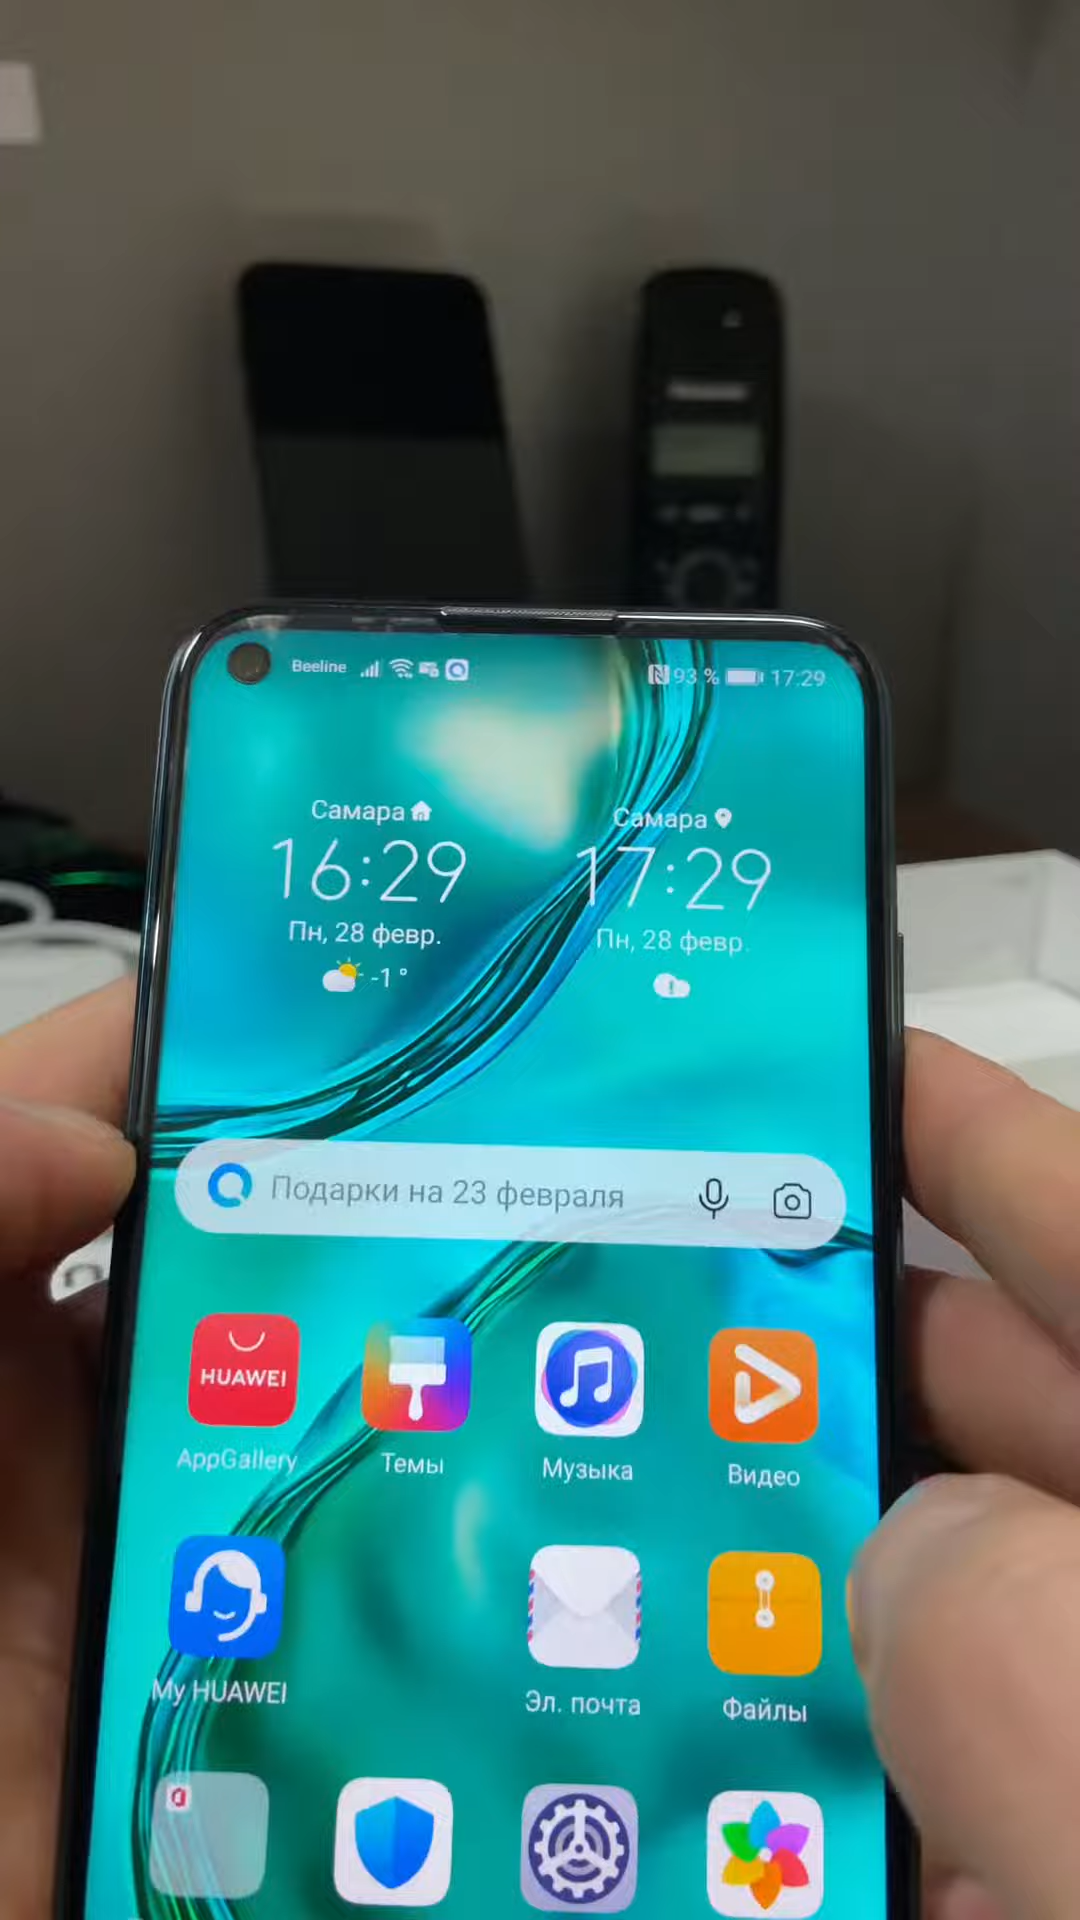 Panasonic
Beeline
93 % 17:29
Самара
16:29
Пн, 28 февр.
-1 °
Самара
17:29
Пн, 28 февр.
Подарки на 23 февраля
HUAWEI
AppGallery
Темы
Музыка
Видео
My HUAWEI
Эл. почта
Файлы